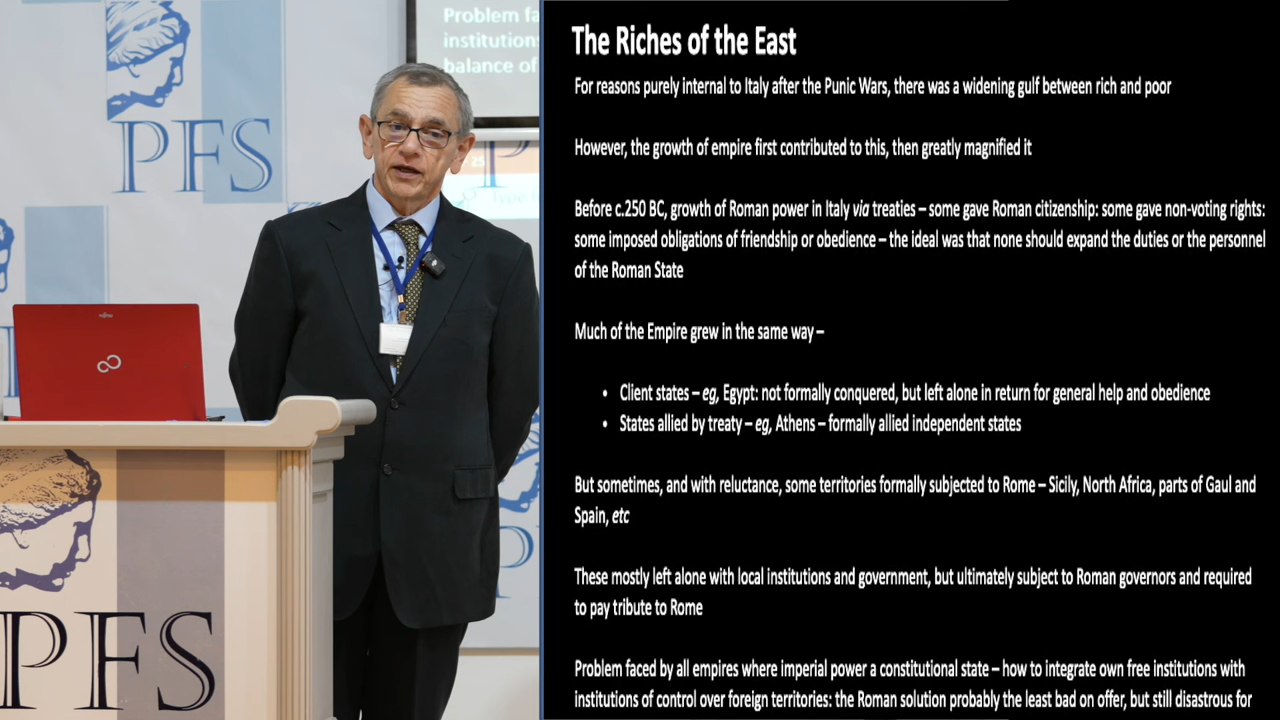 Problem fa
institutions
balance of
PFS
PFS
The Riches of the East
For reasons purely internal to Italy after the Punic Wars, there was a widening gulf between rich and poor
However, the growth of empire first contributed to this, then greatly magnified it
Before c.250 BC, growth of Roman power in Italy via treaties – some gave Roman citizenship: some gave non-voting rights:
some imposed obligations of friendship or obedience – the ideal was that none should expand the duties or the personnel
of the Roman State
Much of the Empire grew in the same way –
• Client states – eg, Egypt: not formally conquered, but left alone in return for general help and obedience
• States allied by treaty – eg, Athens – formally allied independent states
But sometimes, and with reluctance, some territories formally subjected to Rome – Sicily, North Africa, parts of Gaul and
Spain, etc
These mostly left alone with local institutions and government, but ultimately subject to Roman governors and required
to pay tribute to Rome
Problem faced by all empires where imperial power a constitutional state – how to integrate own free institutions with
institutions of control over foreign territories: the Roman solution probably the least bad on offer, but still disastrous for